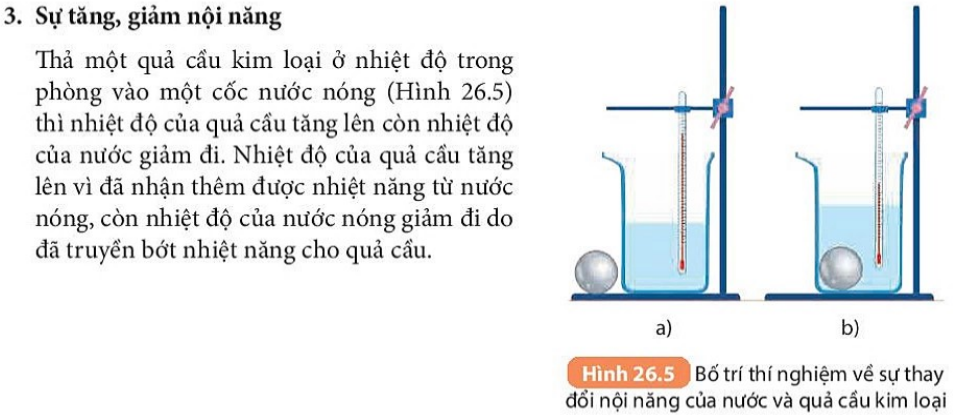 3. Sự tăng, giảm nội năng
Thả một quả cầu kim loại ở nhiệt độ trong
phòng vào một cốc nước nóng (Hình 26.5)
thì nhiệt độ của quả cầu tăng lên còn nhiệt độ
của nước giảm đi. Nhiệt độ của quả cầu tăng
lên vì đã nhận thêm được nhiệt năng từ nước
nóng, còn nhiệt độ của nước nóng giảm đi do
đã truyền bớt nhiệt năng cho quả cầu.
a)
b)
Hình 26.5 Bố trí thí nghiệm về sự thay
đổi nội năng của nước và quả cầu kim loại